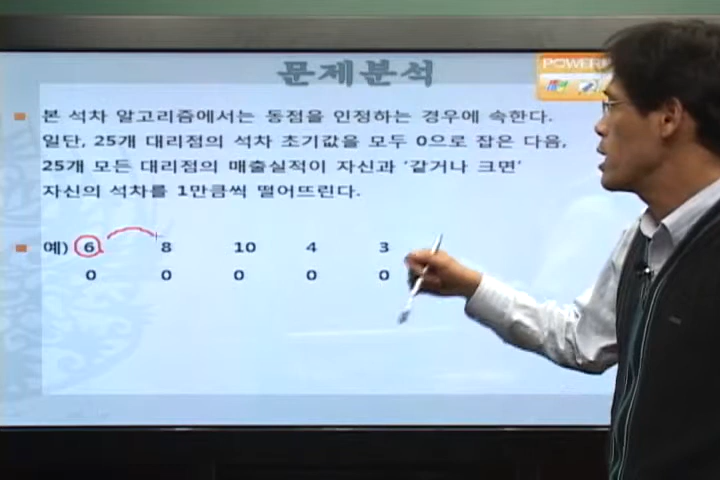 문제분석
본 석차 알고리즘에서는 동점을 인정하는 경우에 속한다.
일단, 25개 대리점의 석차 초기값을 모두 0으로 잡은 다음,
25개 모든 대리점의 매출실적이 자신과 ‘같거나 크면’
자신의 석차를 1만큼씩 떨어뜨린다.
예) 6 8 10 4 3
0 0 0 0 0